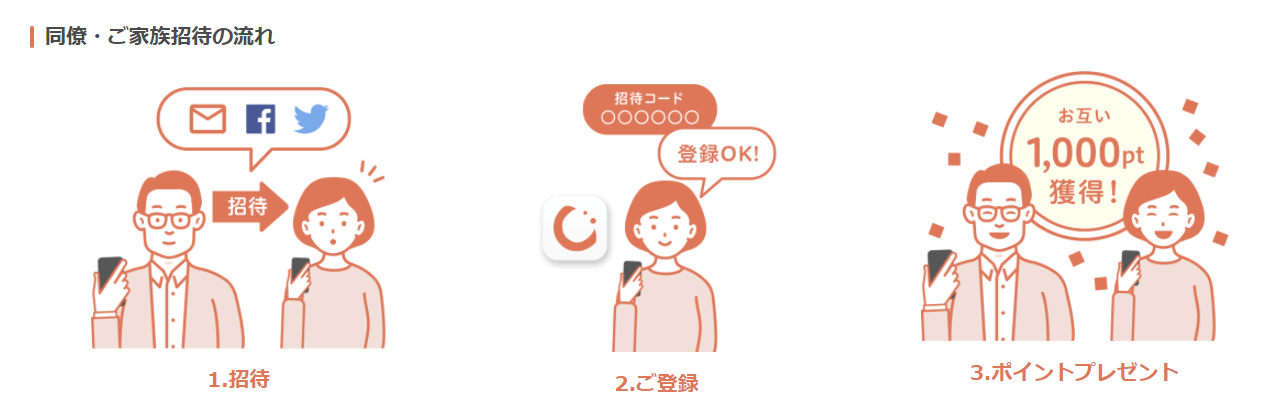 同僚・ご家族招待の流れ
招待
1.招待
招待コード
○○○○○○
登録OK!
2.ご登録
お互い
1,000pt
獲得!
3.ポイントプレゼント